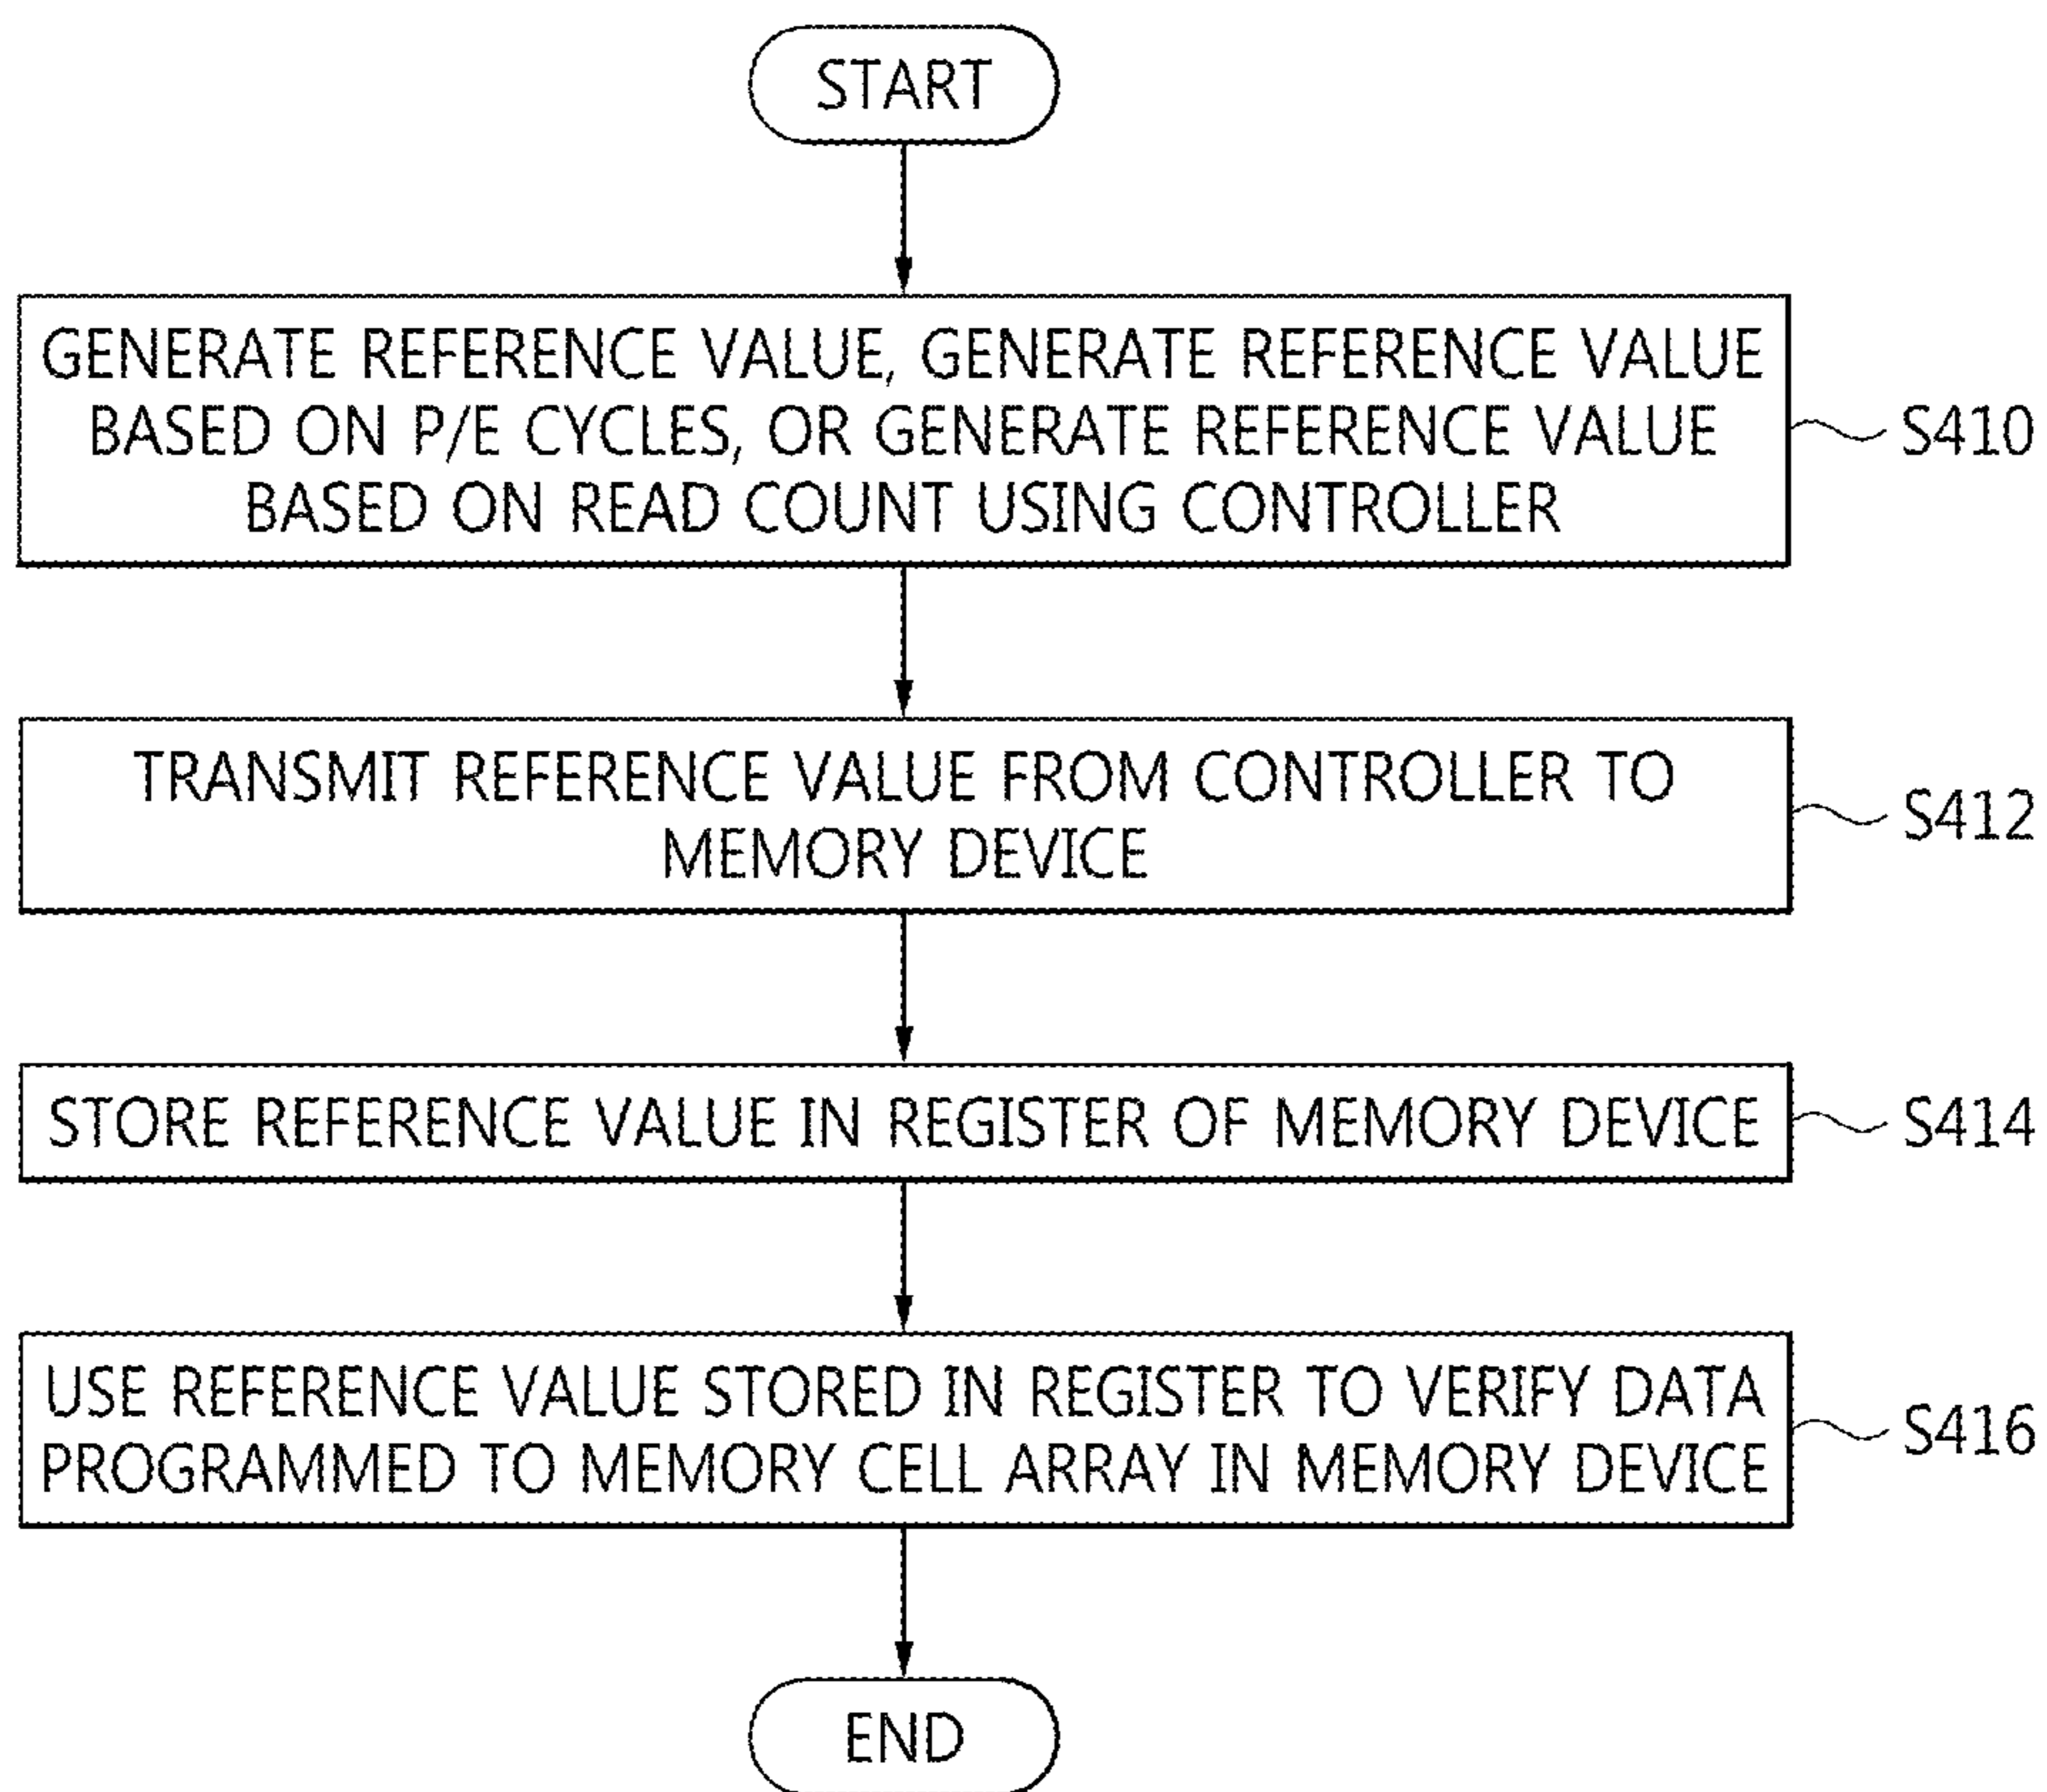 START
GENERATE REFERENCE VALUE, GENERATE REFERENCE VALUE
BASED ON P/E CYCLES, OR GENERATE REFERENCE VALUE
BASED ON READ COUNT USING CONTROLLER
S410
TRANSMIT REFERENCE VALUE FROM CONTROLLER TO
MEMORY DEVICE
S412
STORE REFERENCE VALUE IN REGISTER OF MEMORY DEVICE
S414
USE REFERENCE VALUE STORED IN REGISTER TO VERIFY DATA
PROGRAMMED TO MEMORY CELL ARRAY IN MEMORY DEVICE
S416
END